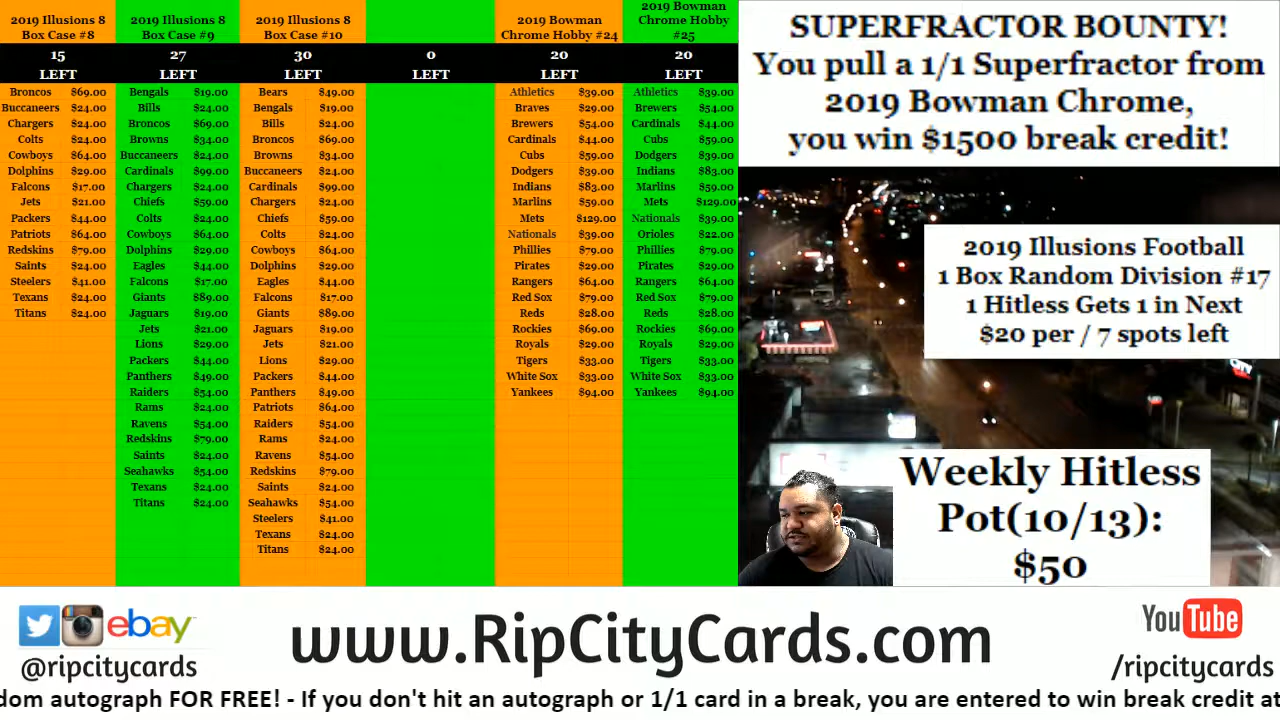 2019 Illusions 8
Box Case #8
15
LEFT
Broncos $69.00
Buccaneers $24.00
Chargers $24.00
Colts $24.00
Cowboys $64.00
Dolphins $29.00
Falcons $17.00
Jets $21.00
Packers $44.00
Patriots $64.00
Redskins $79.00
Saints $24.00
Steelers $41.00
Texans $24.00
Titans $24.00
2019 Illusions 8
Box Case #9
27
LEFT
Bengals $19.00
Bills $24.00
Broncos $69.00
Browns $34.00
Buccaneers $24.00
Cardinals $99.00
Chargers $24.00
Chiefs $59.00
Colts $24.00
Cowboys $64.00
Dolphins $29.00
Eagles $44.00
Falcons $17.00
Giants $89.00
Jaguars $19.00
Jets $21.00
Lions $29.00
Packers $44.00
Panthers $49.00
Raiders $54.00
Rams $24.00
Ravens $54.00
Redskins $79.00
Saints $24.00
Seahawks $54.00
Texans $24.00
Titans $24.00
2019 Illusions 8
Box Case #10
30
LEFT
Bears $49.00
Bengals $19.00
Bills $24.00
Broncos $69.00
Browns $34.00
Buccaneers $24.00
Cardinals $99.00
Chargers $24.00
Chiefs $59.00
Colts $24.00
Cowboys $64.00
Dolphins $29.00
Eagles $44.00
Falcons $17.00
Giants $89.00
Jaguars $19.00
Jets $21.00
Lions $29.00
Packers $44.00
Panthers $49.00
Patriots $64.00
Raiders $54.00
Rams $24.00
Ravens $54.00
Redskins $79.00
Saints $24.00
Seahawks $54.00
Steelers $41.00
Texans $24.00
Titans $24.00
0
LEFT
2019 Bowman
Chrome Hobby #24
20
LEFT
Athletics $39.00
Braves $29.00
Brewers $54.00
Cardinals $44.00
Cubs $59.00
Dodgers $39.00
Indians $83.00
Marlins $59.00
Mets $129.00
Nationals $39.00
Phillies $79.00
Pirates $29.00
Rangers $64.00
Red Sox $79.00
Reds $28.00
Rockies $69.00
Royals $29.00
Tigers $33.00
White Sox $33.00
Yankees $94.00
2019 Bowman
Chrome Hobby
#25
20
LEFT
Athletics $39.00
Brewers $54.00
Cardinals $44.00
Cubs $59.00
Dodgers $39.00
Indians $83.00
Marlins $59.00
Mets $129.00
Nationals $39.00
Orioles $22.00
Phillies $79.00
Pirates $29.00
Rangers $64.00
Red Sox $79.00
Reds $28.00
Rockies $69.00
Royals $29.00
Tigers $33.00
White Sox $33.00
Yankees $94.00
SUPERFRACTOR BOUNTY!
You pull a 1/1 Superfractor from
2019 Bowman Chrome,
you win $1500 break credit!
2019 Illusions Football
1 Box Random Division #17
1 Hitless Gets 1 in Next
$20 per / 7 spots left
Weekly Hitless
Pot(10/13):
$50
ebay
@ripcitycards
www.RipCityCards.com
YouTube
/ripcitycards
dom autograph FOR FREE! - If you don't hit an autograph or 1/1 card in a break, you are entered to win break credit at